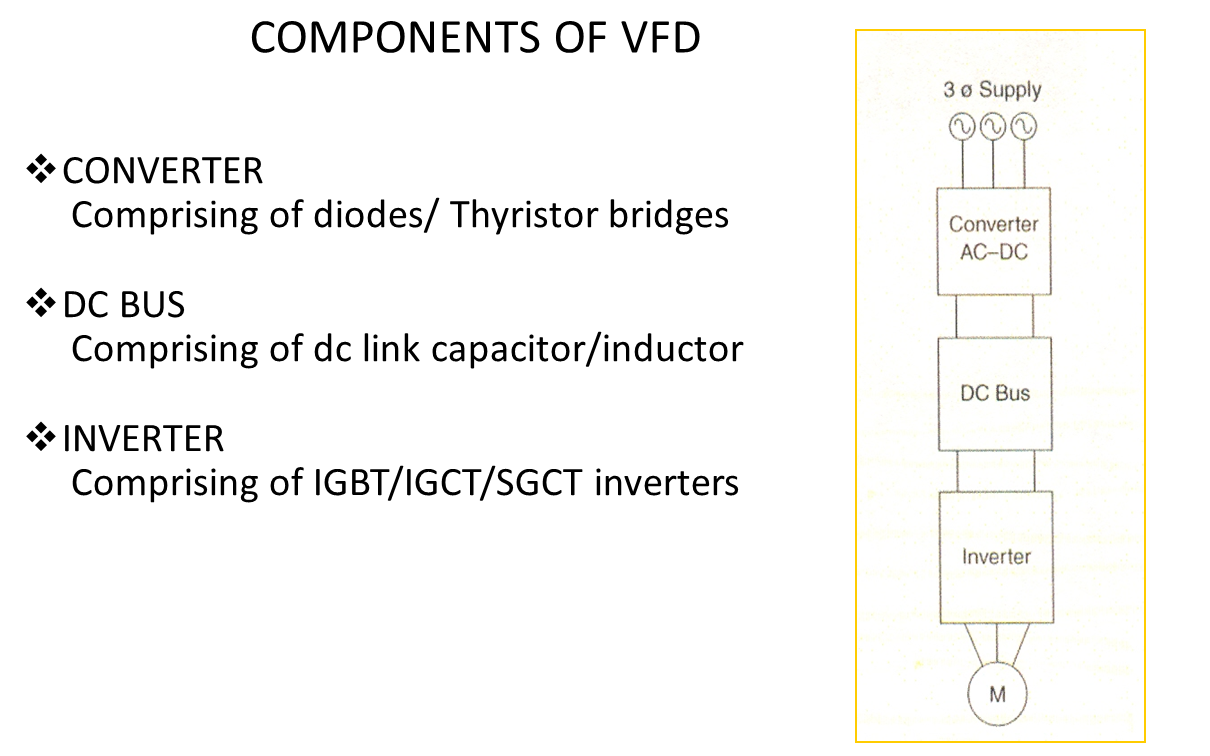 COMPONENTS OF VFD
❖CONVERTER
Comprising of diodes/ Thyristor bridges
❖DC BUS
Comprising of dc link capacitor/inductor
❖INVERTER
Comprising of IGBT/IGCT/SGCT inverters
3 ø Supply
Converter
AC–DC
DC Bus
Inverter
M